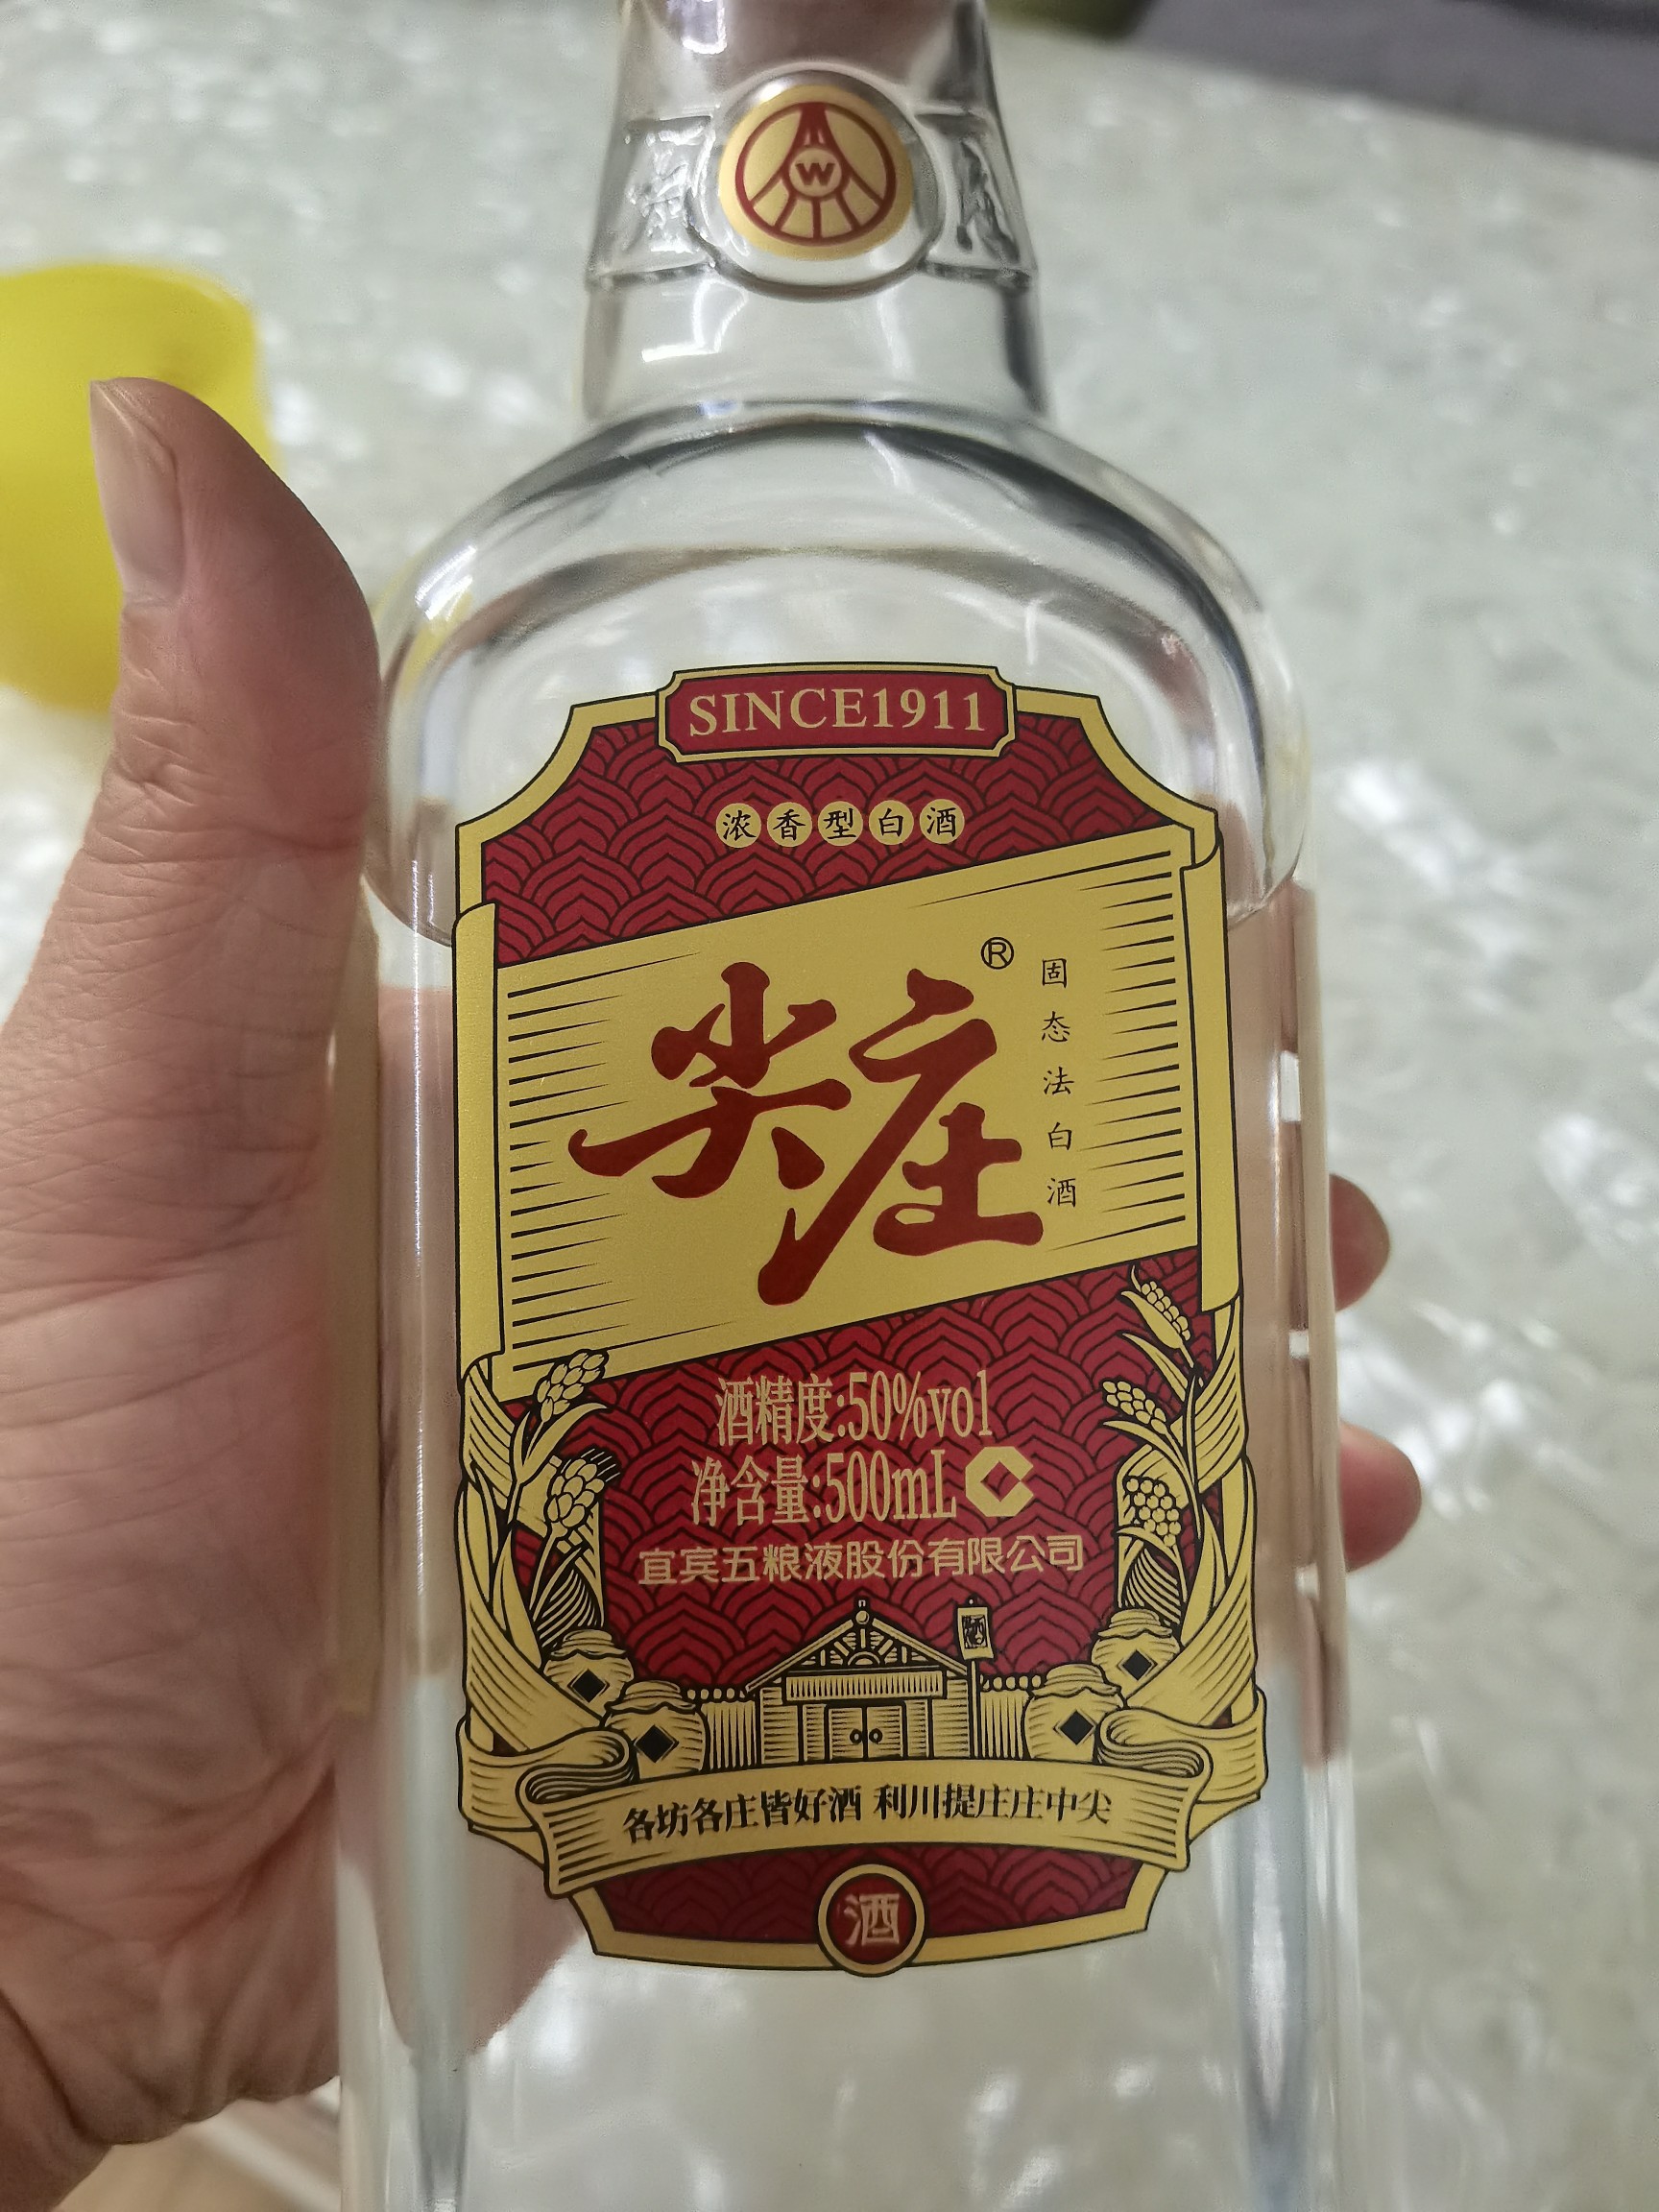 W
SINCE1911
浓香型白酒
尖庄®
固态法白酒
酒精度:50%vol
净含量:500mL
宜宾五粮液股份有限公司
酒
各坊各庄皆好酒 利川提庄庄中尖
酒